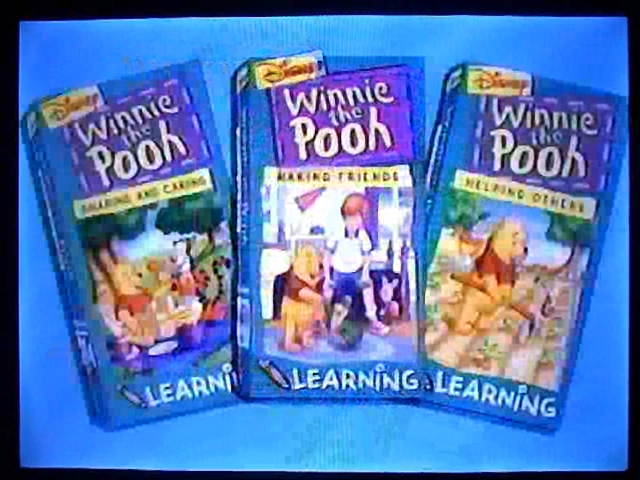 Disney
Winnie
the
Pooh
SHARING AND CARING
LEARNI
Disney
Winnie
the
Pooh
MAKING FRIENDS
LEARNING
Disney
Winnie
the
Pooh
HELPING OTHERS
LEARNING